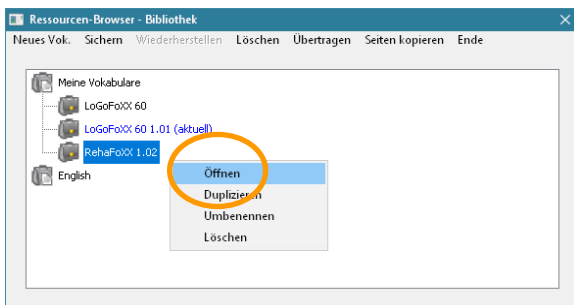 Ressourcen-Browser - Bibliothek
Neues Vok. Sichern Wiederherstellen Löschen Übertragen Seiten kopieren Ende
Meine Vokabulare
LoGoFoXX 60
LoGoFoXX 60 1.01 (aktuell)
RehaFoXX 1.02
English
Öffnen
Duplizieren
Umbenennen
Löschen